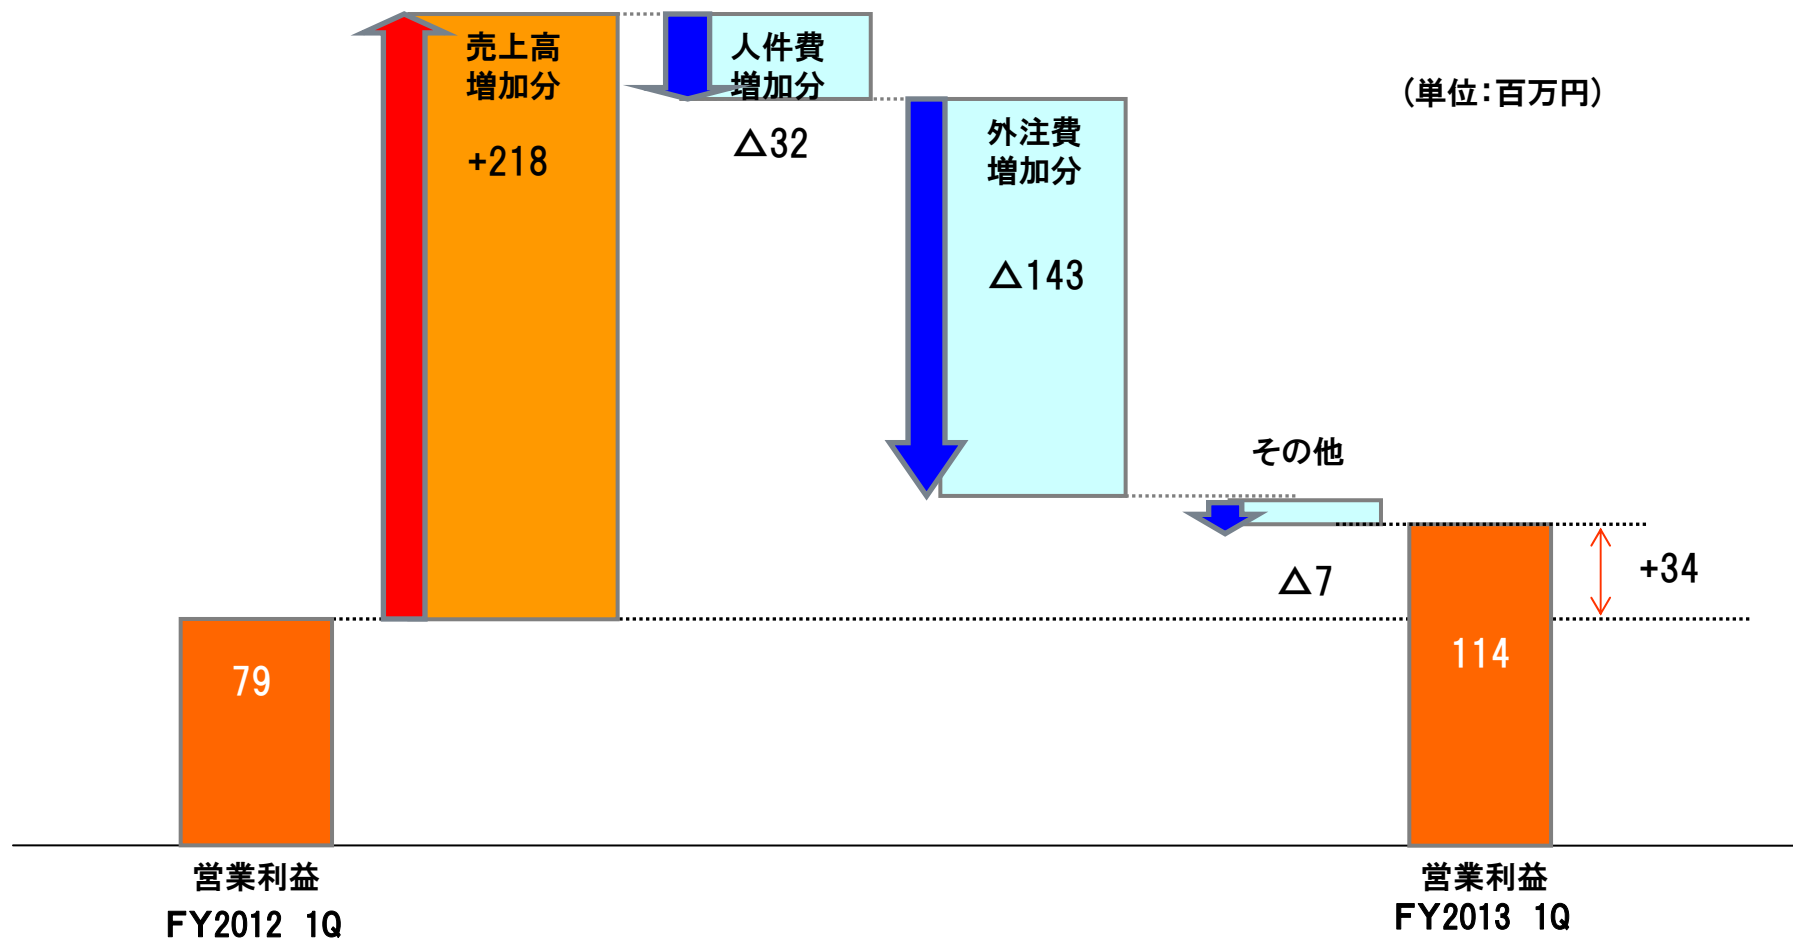 売上高
増加分
+218
人件費
増加分
△32
(単位:百万円)
外注費
増加分
△143
その他
△7
+34
79
114
営業利益
FY2012 1Q
営業利益
FY2013 1Q